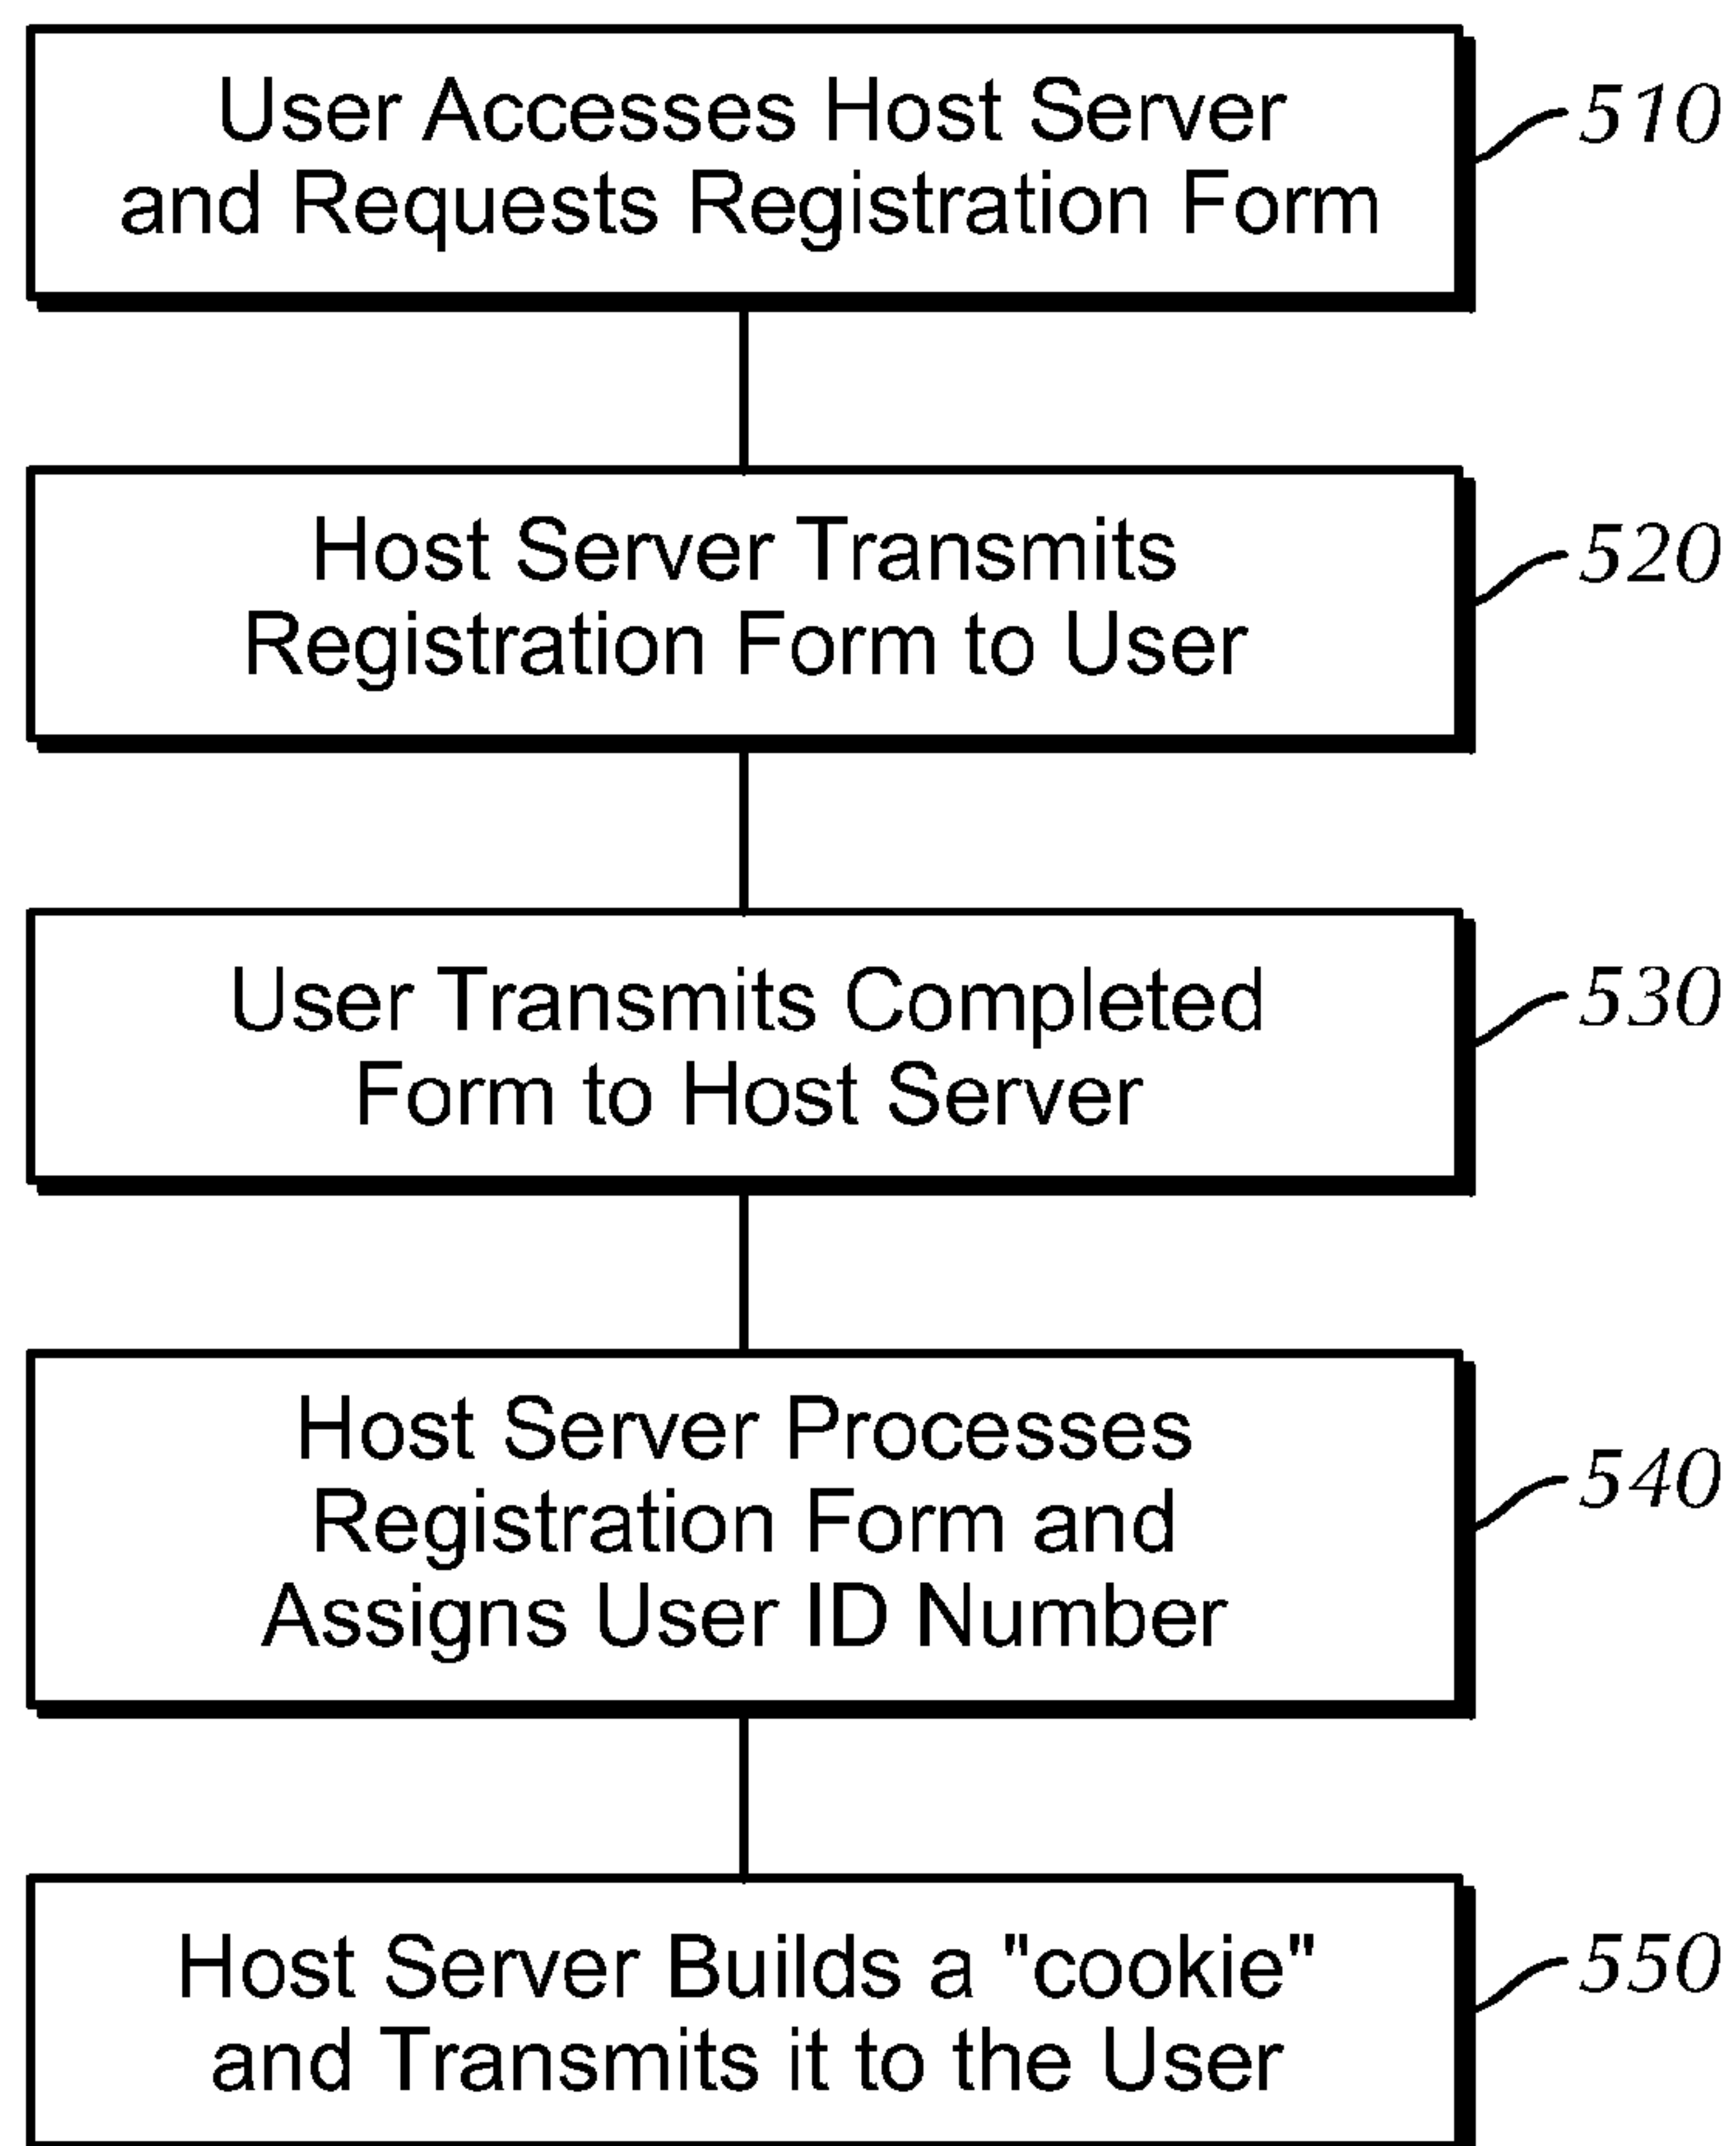 User Accesses Host Server
and Requests Registration Form
510
Host Server Transmits
Registration Form to User
520
User Transmits Completed
Form to Host Server
530
Host Server Processes
Registration Form and
Assigns User ID Number
540
Host Server Builds a "cookie"
and Transmits it to the User
550